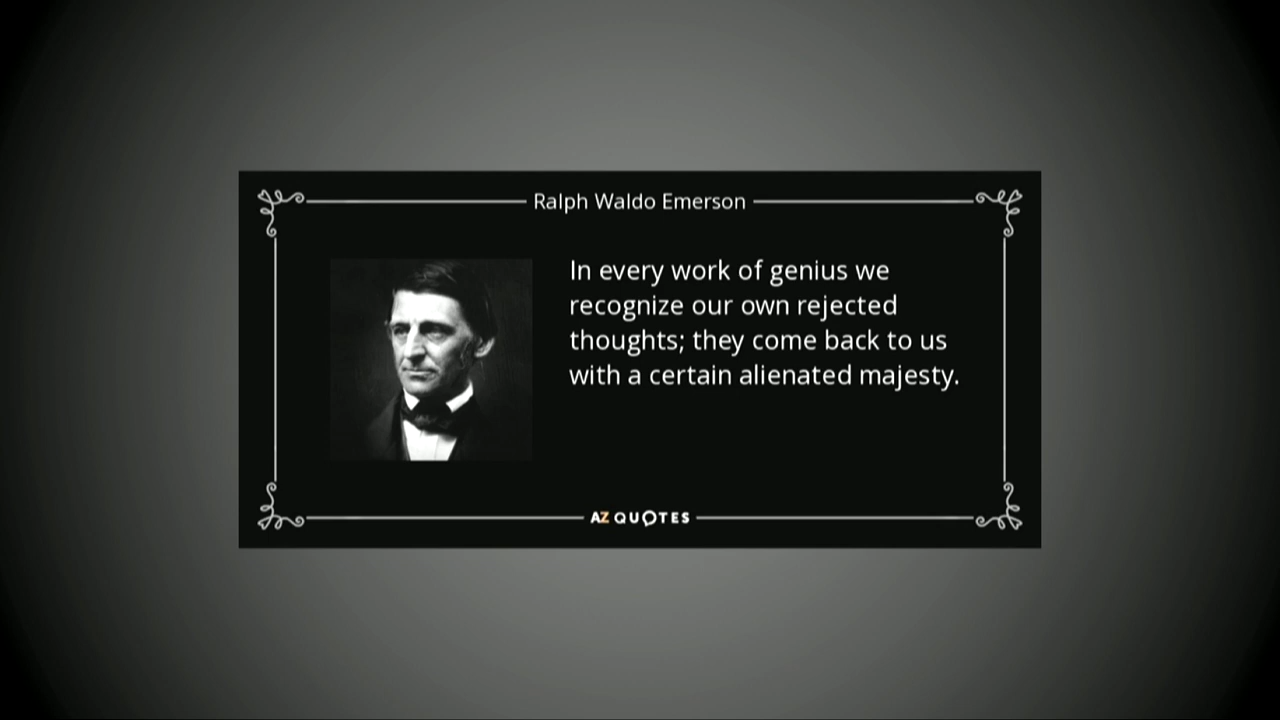 Ralph Waldo Emerson
In every work of genius we
recognize our own rejected
thoughts; they come back to us
with a certain alienated majesty.
AZ QUOTES